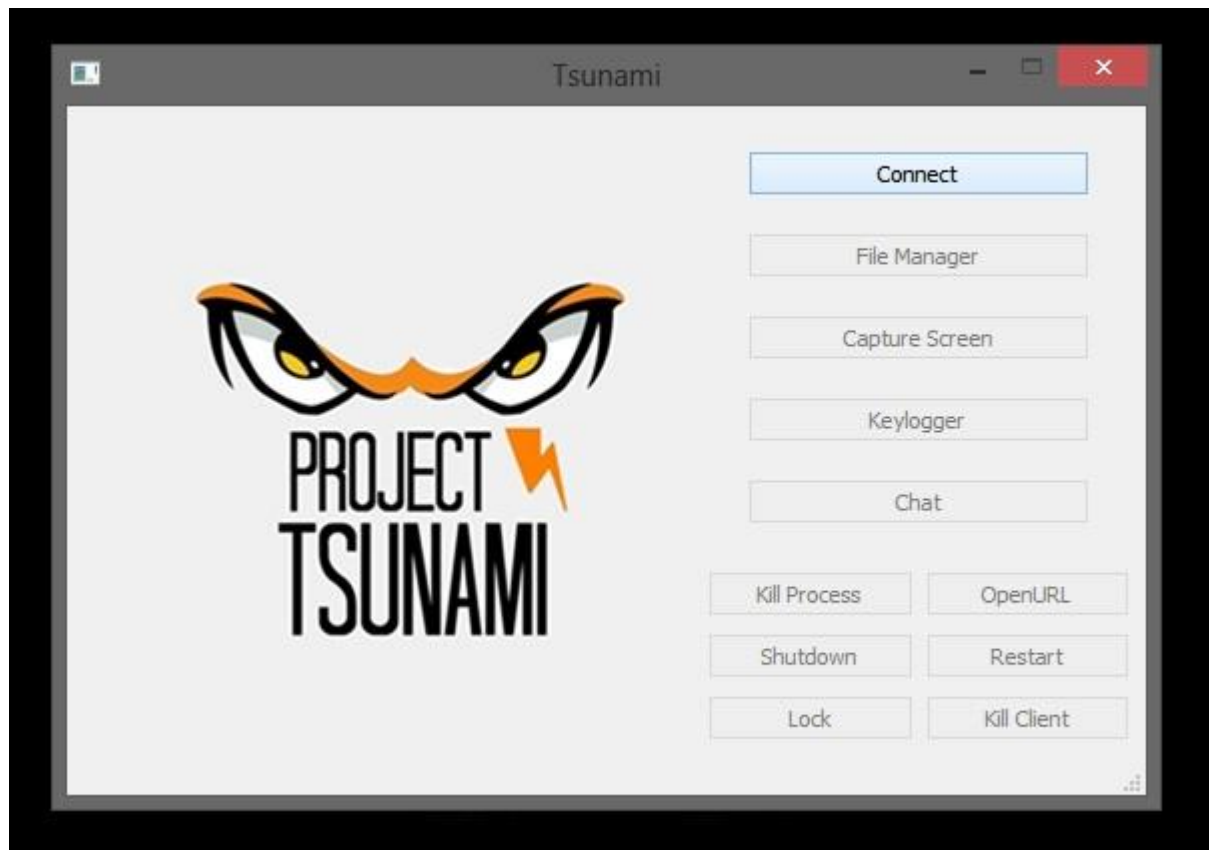 Tsunami
Connect
File Manager
Capture Screen
Keylogger
Chat
PROJECT
TSUNAMI
Kill Process
OpenURL
Shutdown
Restart
Lock
Kill Client